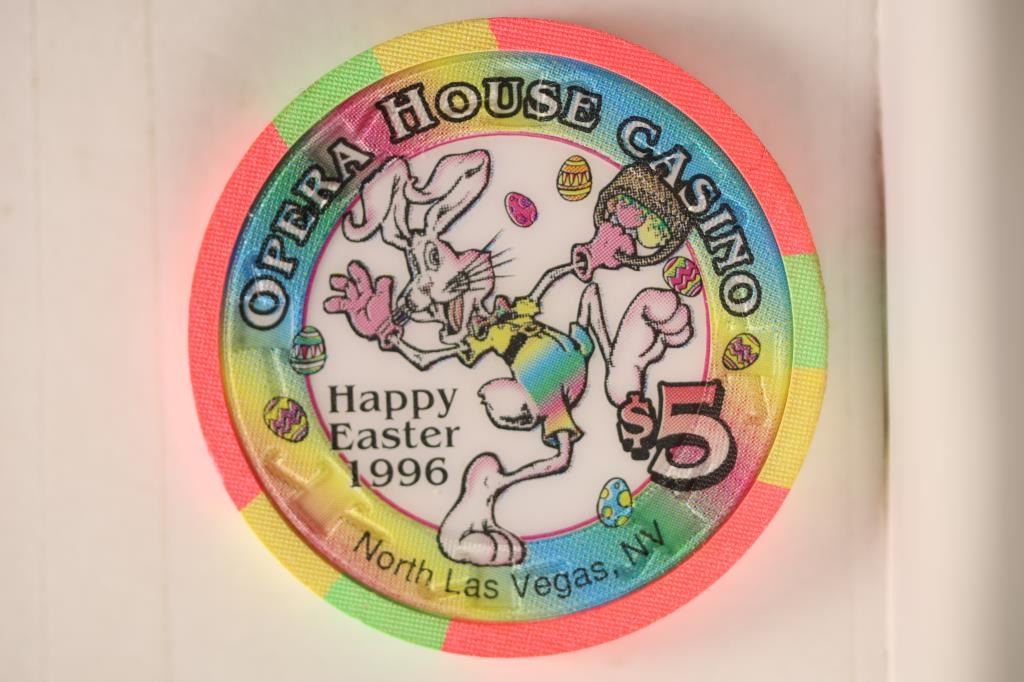 OPERA HOUSE CASINO
Happy
Easter
1996
$5
North Las Vegas, NV